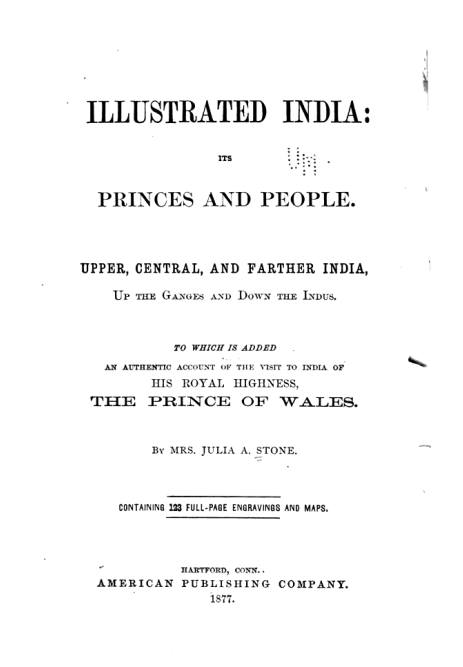 ILLUSTRATED INDIA:
ITS
PRINCES AND PEOPLE.
UPPER, CENTRAL, AND FARTHER INDIA,
UP THE GANGES AND DOWN THE INDUS.
TO WHICH IS ADDED
AN AUTHENTIC ACCOUNT OF THE VISIT TO INDIA OF
HIS ROYAL HIGHNESS,
THE PRINCE OF WALES.
BY MRS. JULIA A. STONE.
CONTAINING 123 FULL-PAGE ENGRAVINGS AND MAPS.
HARTFORD, CONN.
AMERICAN PUBLISHING COMPANY.
1877.